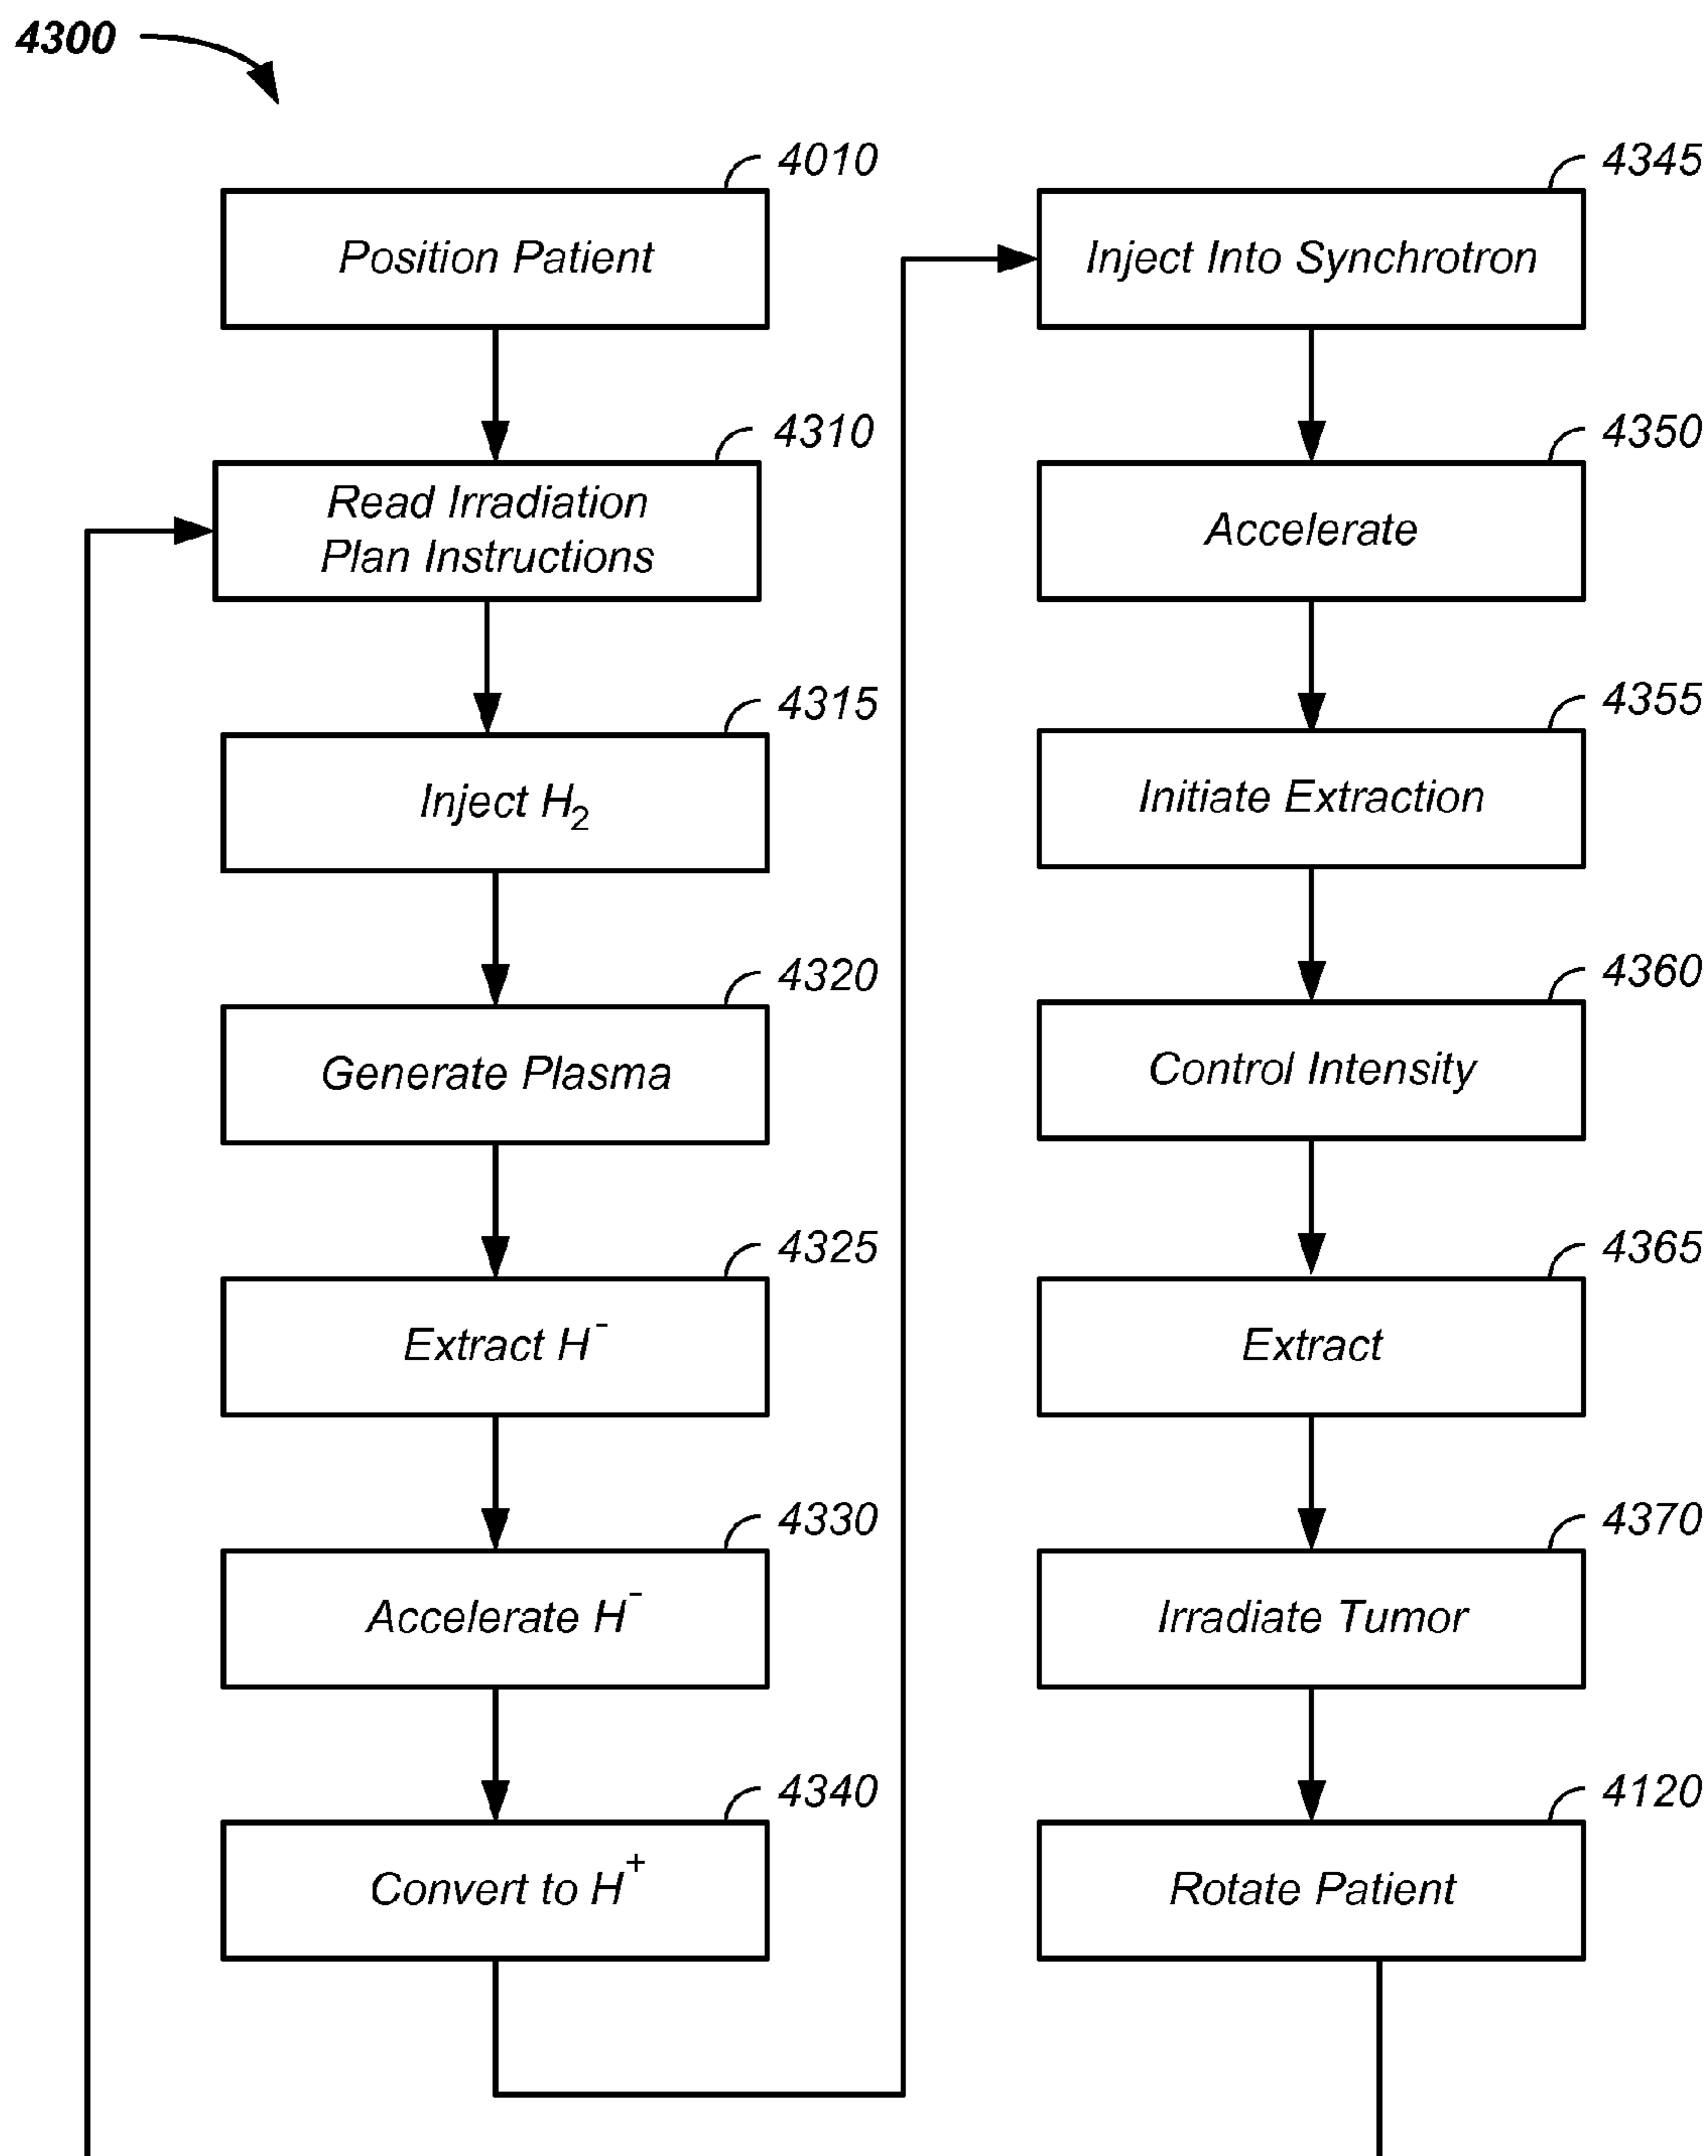 4300
4010
Position Patient
4310
Read Irradiation
Plan Instructions
4315
Inject H₂
4320
Generate Plasma
4325
Extract H⁻
4330
Accelerate H⁻
4340
Convert to H⁺
4345
Inject Into Synchrotron
4350
Accelerate
4355
Initiate Extraction
4360
Control Intensity
4365
Extract
4370
Irradiate Tumor
4120
Rotate Patient